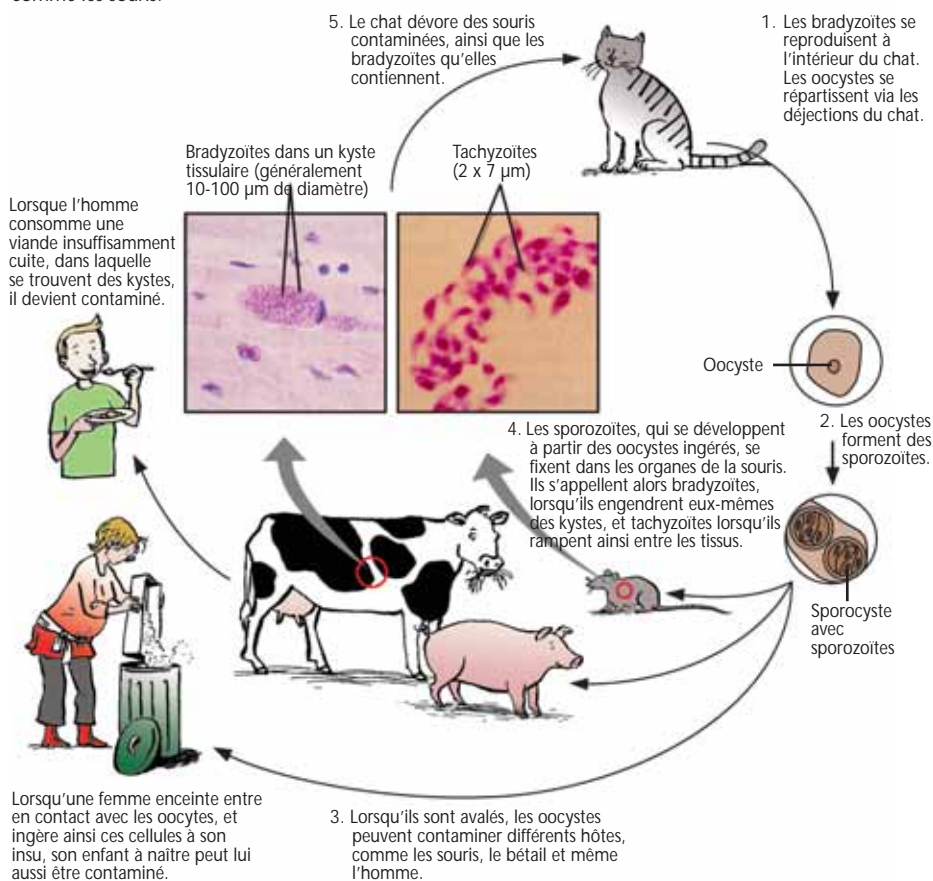 comme les souris.
5. Le chat dévore des souris
contaminées, ainsi que les
bradyzoïtes qu'elles
contiennent.
1. Les bradyzoïtes se
reproduisent à
l'intérieur du chat.
Les oocystes se
répartissent via les
déjections du chat.
Bradyzoïtes dans un kyste
tissulaire (généralement
10-100 µm de diamètre)
Tachyzoïtes
(2 x 7 µm)
Lorsque l'homme
consomme une
viande insuffisamment
cuite, dans laquelle
se trouvent des kystes,
il devient contaminé.
Oocyste
2. Les oocystes
forment des
sporozoïtes.
4. Les sporozoïtes, qui se développent
à partir des oocystes ingérés, se
fixent dans les organes de la souris.
Ils s'appellent alors bradyzoïtes,
lorsqu'ils engendrent eux-mêmes
des kystes, et tachyzoïtes lorsqu'ils
rampent ainsi entre les tissus.
Sporocyste
avec
sporozoïtes
Lorsqu'une femme enceinte entre
en contact avec les oocytes, et
ingère ainsi ces cellules à son
insu, son enfant à naître peut lui
aussi être contaminé.
3. Lorsqu'ils sont avalés, les oocystes
peuvent contaminer différents hôtes,
comme les souris, le bétail et même
l'homme.